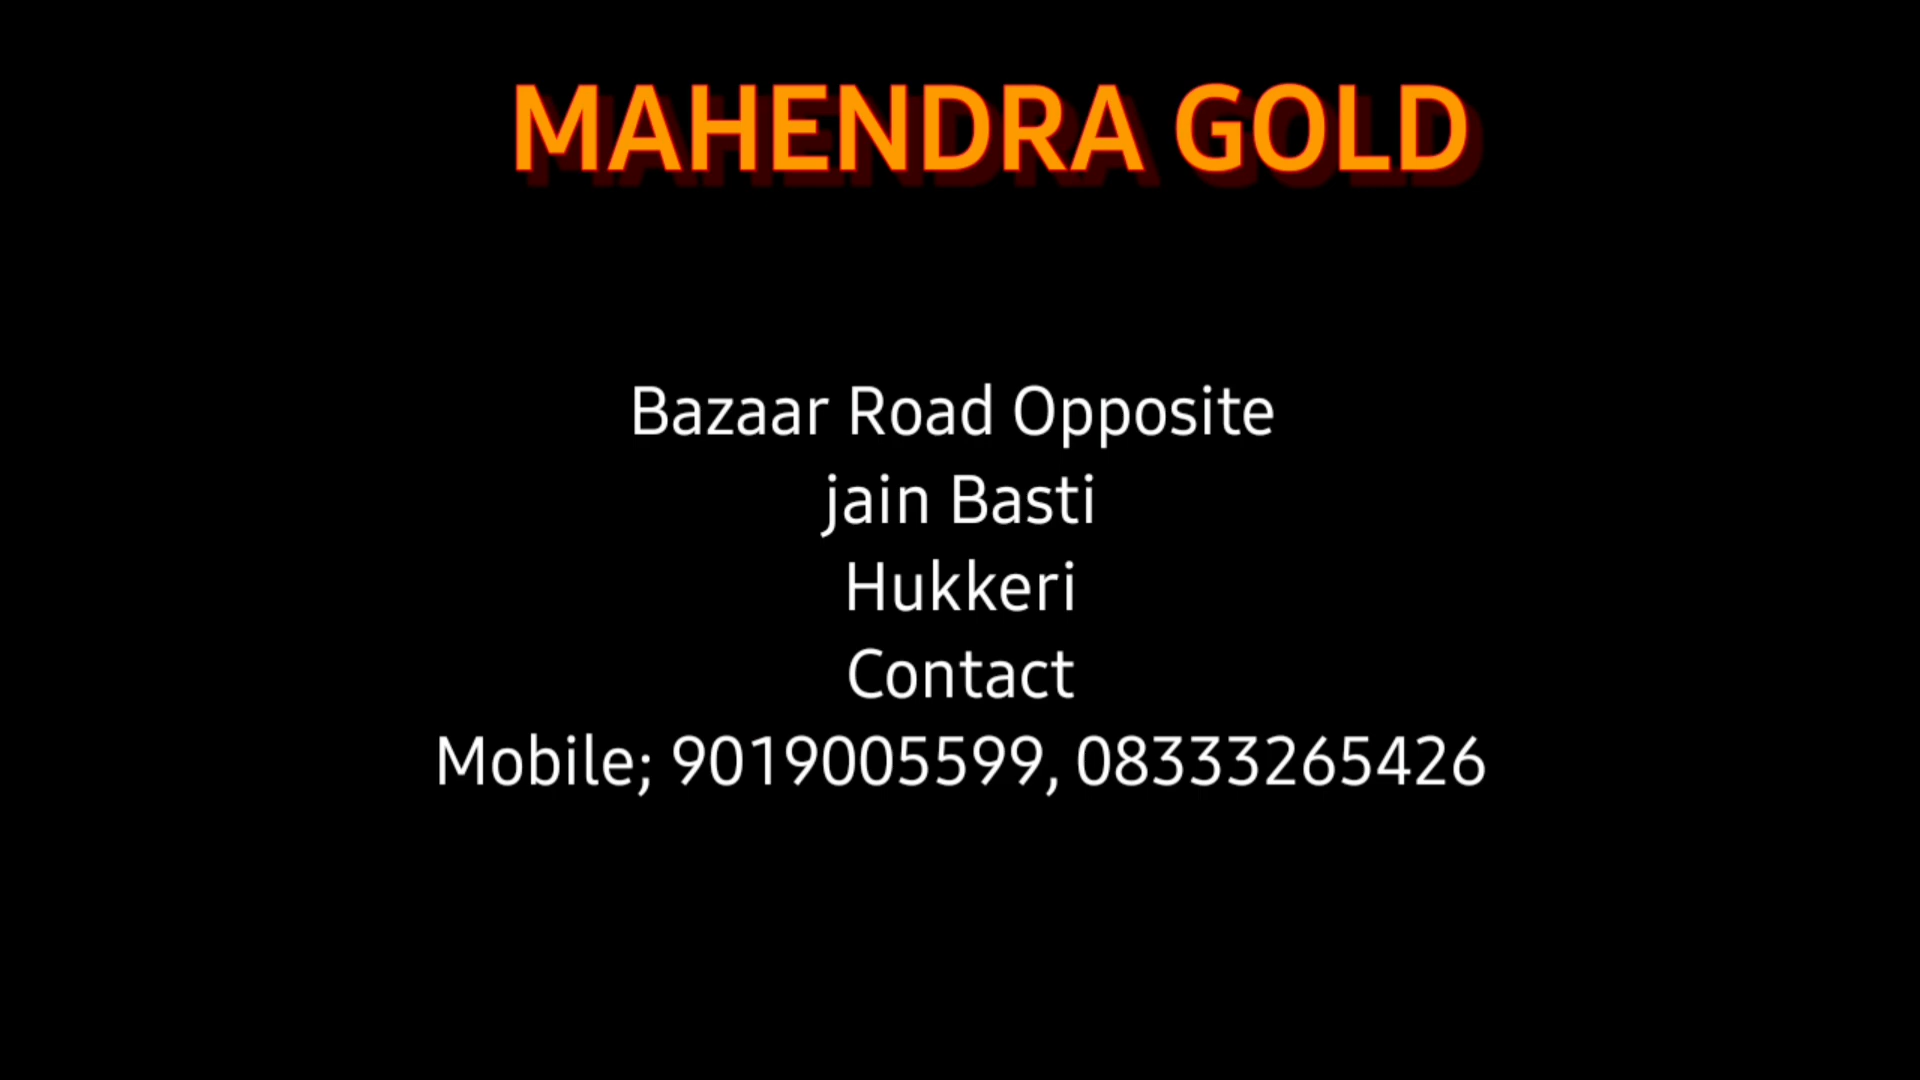 MAHENDRA GOLD
Bazaar Road Opposite
jain Basti
Hukkeri
Contact
Mobile; 9019005599, 08333265426